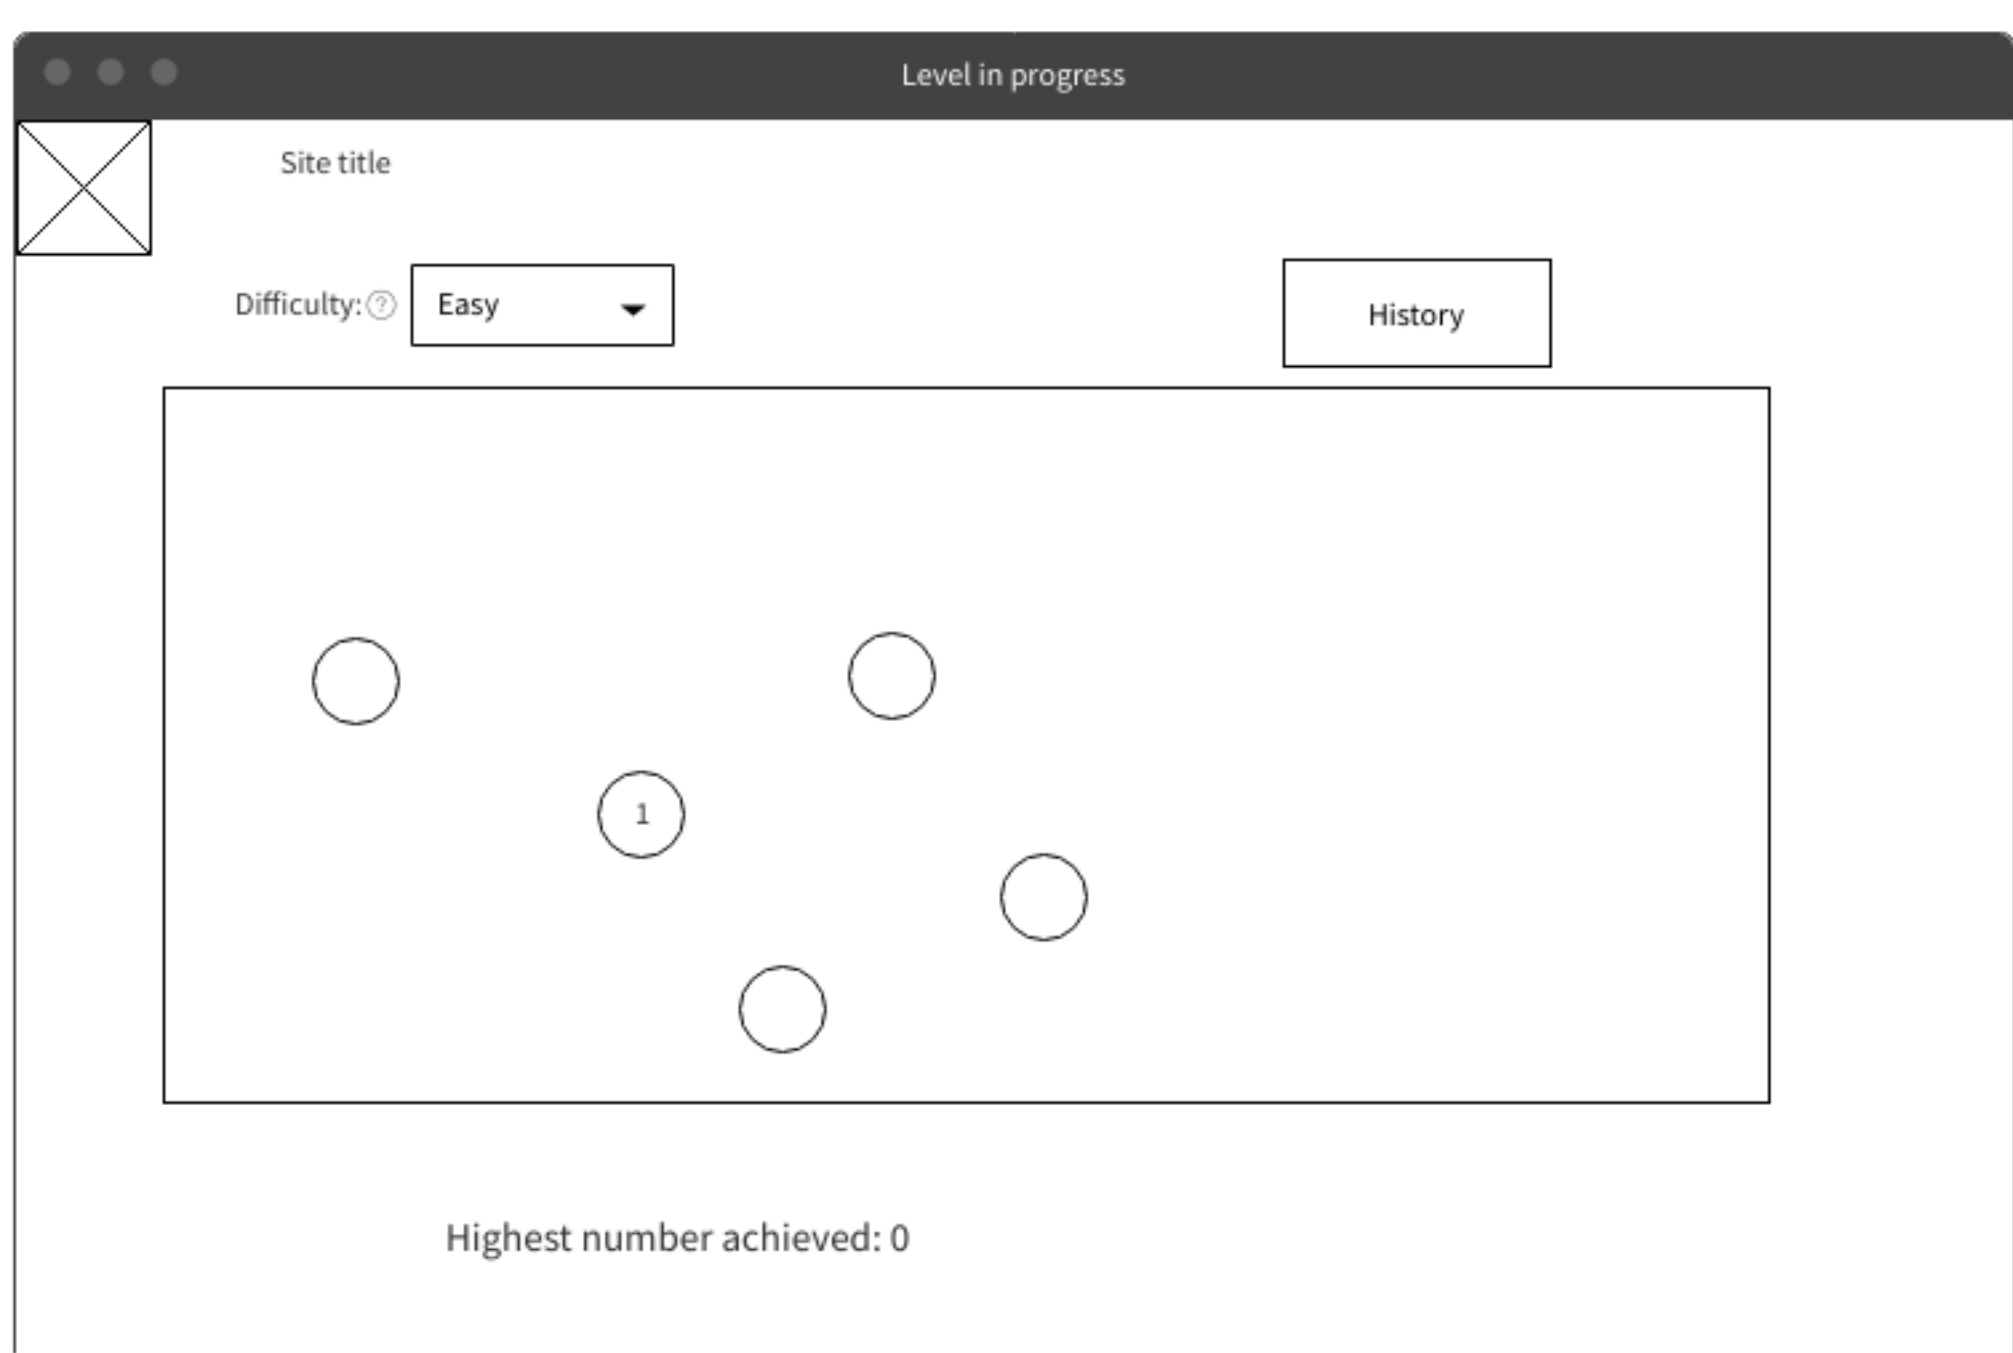 Level in progress
Site title
Difficulty: ?
Easy
History
1
Highest number achieved: 0